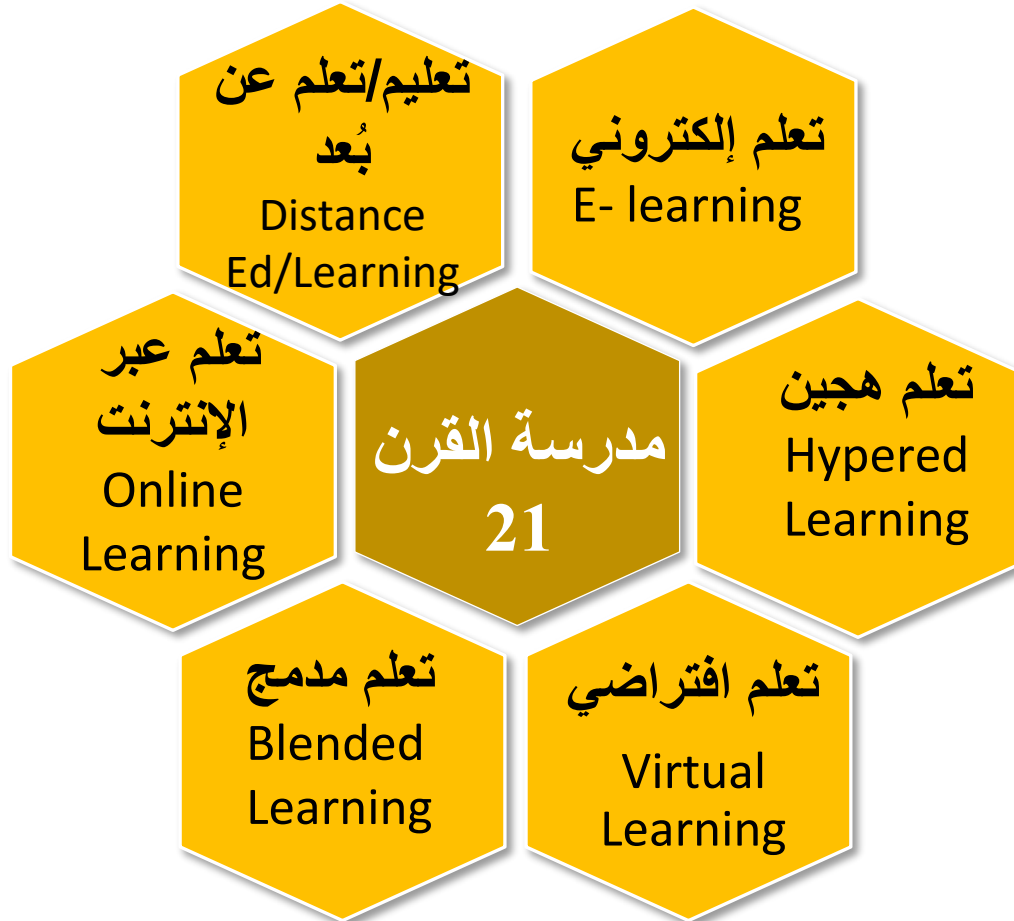 تعليم/تعلم عن
بُعد
Distance
Ed/Learning
تعلم إلكتروني
E- learning
تعلم عبر
الإنترنت
Online
Learning
مدرسة القرن
21
تعلم هجين
Hypered
Learning
تعلم مدمج
Blended
Learning
تعلم افتراضي
Virtual
Learning